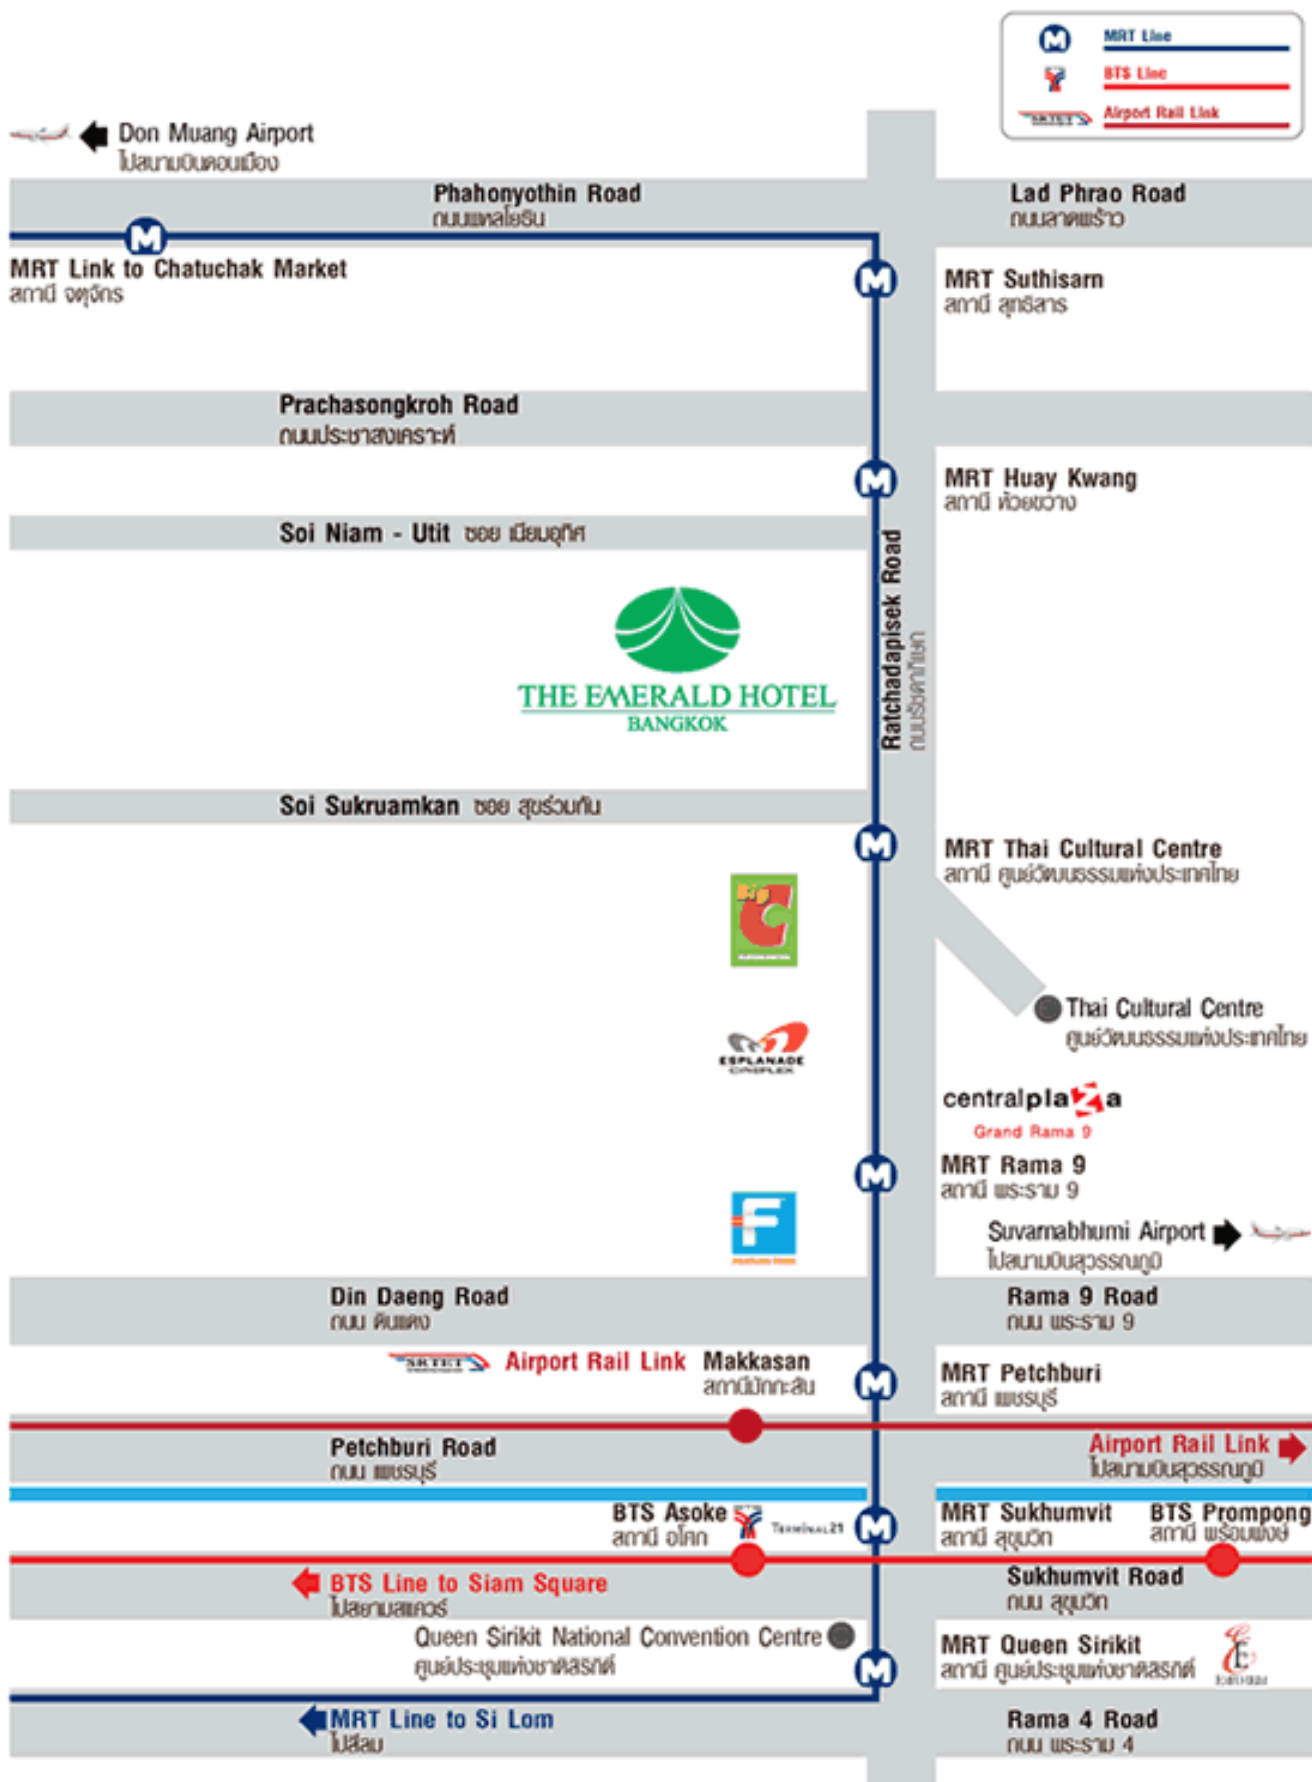 MRT Line
BTS Line
SRTET Airport Rail Link
Don Muang Airport
ไปสนามบินดอนเมือง
Phahonyothin Road
ถนนพหลโยธิน
Lad Phrao Road
ถนนลาดพร้าว
MRT Link to Chatuchak Market
สถานี จตุจักร
MRT Suthisarn
สถานี สุทธิสาร
Prachasongkroh Road
ถนนประชาสงเคราะห์
MRT Huay Kwang
สถานี ห้วยขวาง
Soi Niam - Utit ซอย เนียมอุทิศ
Ratchadapisek Road
ถนนรัชดาภิเษก
THE EMERALD HOTEL
BANGKOK
Soi Sukruamkan ซอย สุขร่วมกัน
MRT Thai Cultural Centre
สถานี ศูนย์วัฒนธรรมแห่งประเทศไทย
Big C
Thai Cultural Centre
ศูนย์วัฒนธรรมแห่งประเทศไทย
ESPLANADE
CINEPLEX
centralplaza
Grand Rama 9
MRT Rama 9
สถานี พระราม 9
F
Suvarnabhumi Airport
ไปสนามบินสุวรรณภูมิ
Din Daeng Road
ถนน ดินแดง
Rama 9 Road
ถนน พระราม 9
SRTET Airport Rail Link Makkasan
สถานีมักกะสัน
MRT Petchburi
สถานี เพชรบุรี
Petchburi Road
ถนน เพชรบุรี
Airport Rail Link
ไปสนามบินสุวรรณภูมิ
BTS Asoke
สถานี อโศก
TERMINAL 21
MRT Sukhumvit
สถานี สุขุมวิท
BTS Prompong
สถานี พร้อมพงษ์
BTS Line to Siam Square
ไปสยามสแควร์
Sukhumvit Road
ถนน สุขุมวิท
Queen Sirikit National Convention Centre
ศูนย์ประชุมแห่งชาติสิริกิติ์
MRT Queen Sirikit
สถานี ศูนย์ประชุมแห่งชาติสิริกิติ์
MRT Line to Si Lom
ไปสีลม
Rama 4 Road
ถนน พระราม 4